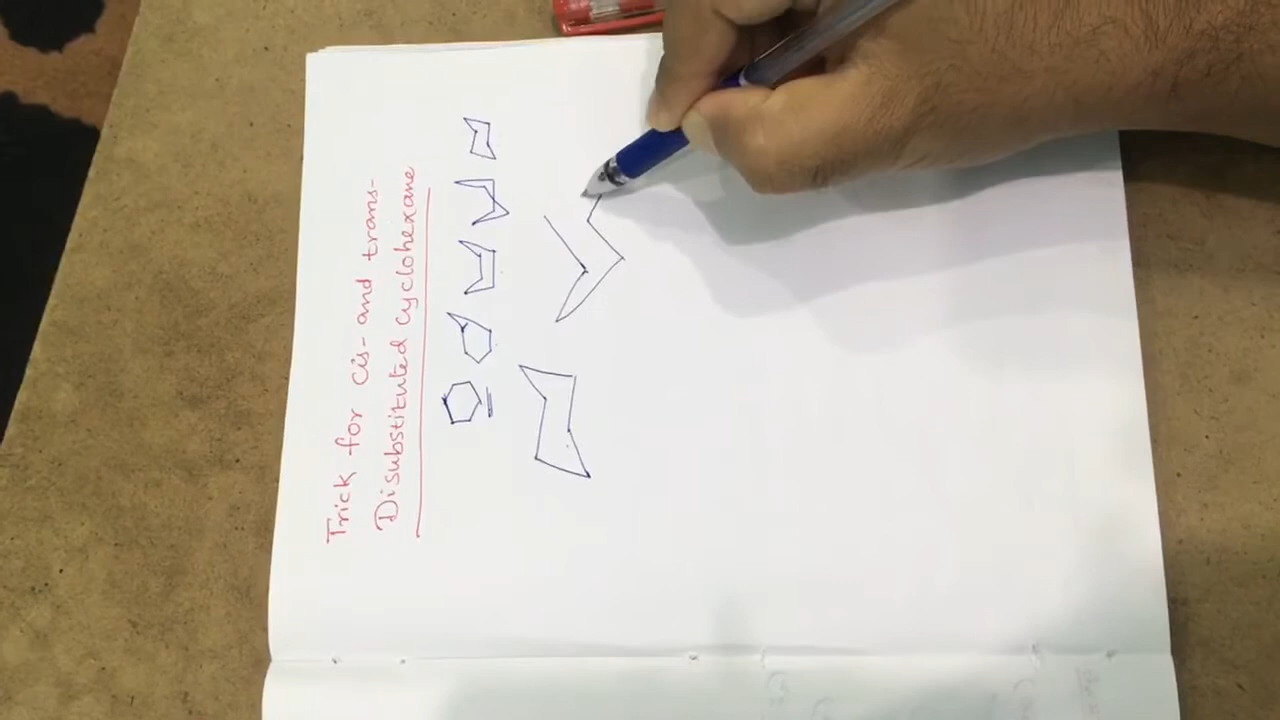 Trick for cis- and trans-
Disubstituted cyclohexane